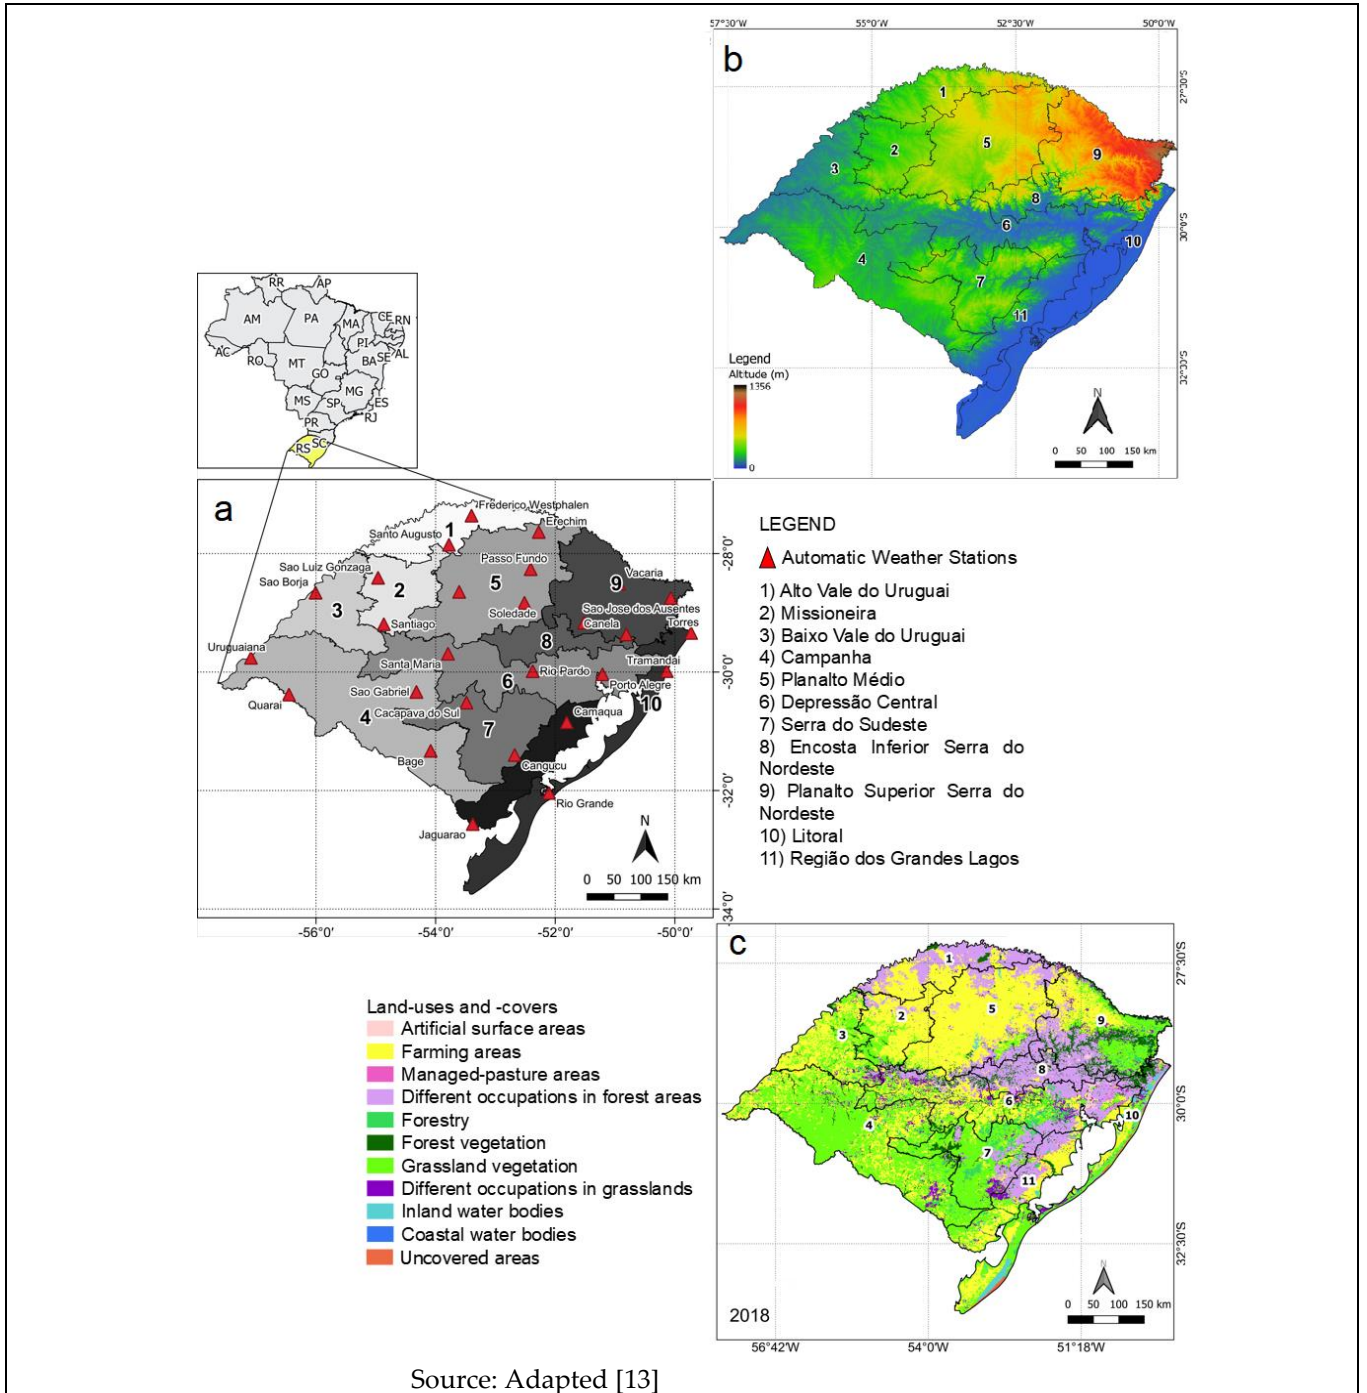 57°30'W 55°0'W 52°30'W 50°0'W
b
27°30'S
30°0'S
32°30'S
1
2
3
4
5
6
7
8
9
10
11
Legend
Altitude (m)
1356
0
N
0 50 100 150 km
RR AP
AM PA MA CE RN
PI
AC RO MT BA SE AL
GO
MS MG
SP ES
PR RJ
RS SC
a
Frederico Westphalen
Erechim
Santo Augusto
1
Passo Fundo
Sao Luiz Gonzaga
Sao Borja
2
5
9
Vacaria
3
Soledade
Sao Jose dos Ausentes
Canela
Torres
Santiago
8
Uruguaiana
Santa Maria
Rio Pardo
Tramandai
6
Porto Alegre
Quarai
Sao Gabriel
Cacapava do Sul
4
7
Camaqua
10
Bage
Cangucu
Rio Grande
Jaguarao
N
0 50 100 150 km
-28°0'
-30°0'
-32°0'
-34°0'
-56°0' -54°0' -52°0' -50°0'
LEGEND
Automatic Weather Stations
1) Alto Vale do Uruguai
2) Missioneira
3) Baixo Vale do Uruguai
4) Campanha
5) Planalto Médio
6) Depressão Central
7) Serra do Sudeste
8) Encosta Inferior Serra do
Nordeste
9) Planalto Superior Serra do
Nordeste
10) Litoral
11) Região dos Grandes Lagos
Land-uses and -covers
Artificial surface areas
Farming areas
Managed-pasture areas
Different occupations in forest areas
Forestry
Forest vegetation
Grassland vegetation
Different occupations in grasslands
Inland water bodies
Coastal water bodies
Uncovered areas
c
1
2
3
4
5
6
7
8
9
10
11
27°30'S
30°0'S
32°30'S
N
0 50 100 150 km
2018
56°42'W 54°0'W 51°18'W
Source: Adapted [13]